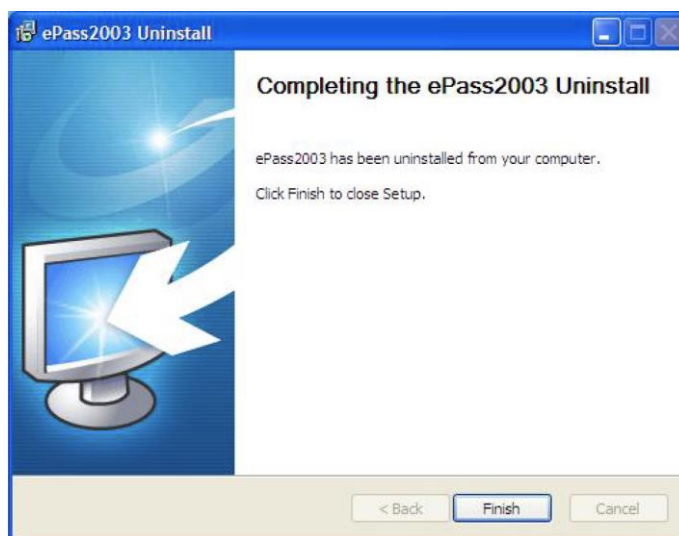 ePass2003 Uninstall
Completing the ePass2003 Uninstall
ePass2003 has been uninstalled from your computer.
Click Finish to close Setup.
< Back Finish Cancel